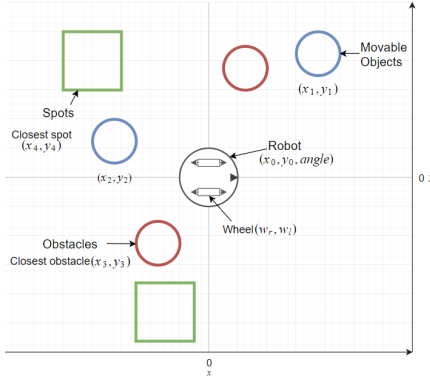 Movable
Objects
(x₁, y₁)
Spots
Closest spot
(x₄, y₄)
Robot
(x₀, y₀, angle)
(x₂, y₂)
0
Wheel(wᵣ, wₗ)
Obstacles
Closest obstacle(x₃, y₃)
0
x